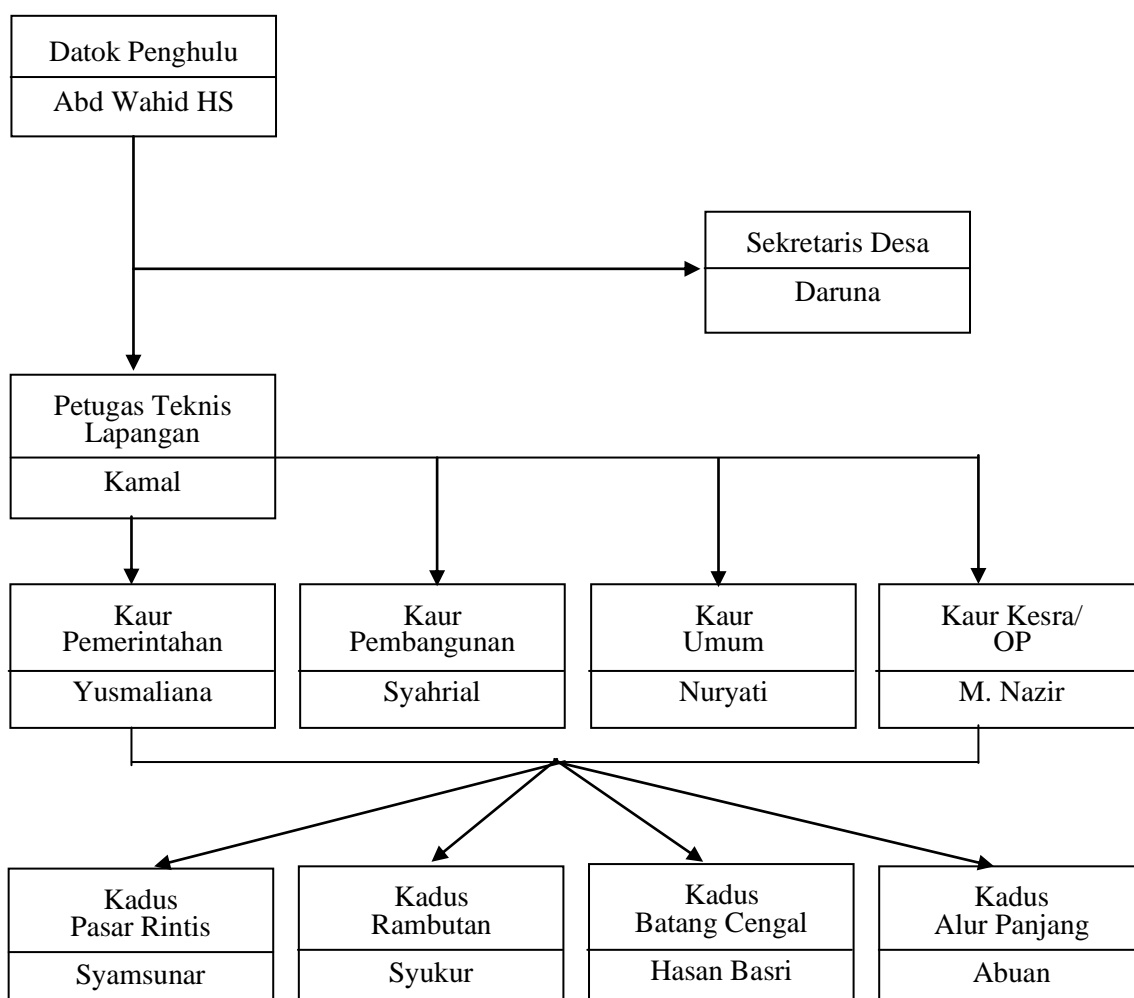 Datok Penghulu
Abd Wahid HS
Sekretaris Desa
Daruna
Petugas Teknis
Lapangan
Kamal
Kaur
Pemerintahan
Yusmaliana
Kaur
Pembangunan
Syahrial
Kaur
Umum
Nuryati
Kaur Kesra/
OP
M. Nazir
Kadus
Pasar Rintis
Syamsunar
Kadus
Rambutan
Syukur
Kadus
Batang Cengal
Hasan Basri
Kadus
Alur Panjang
Abuan